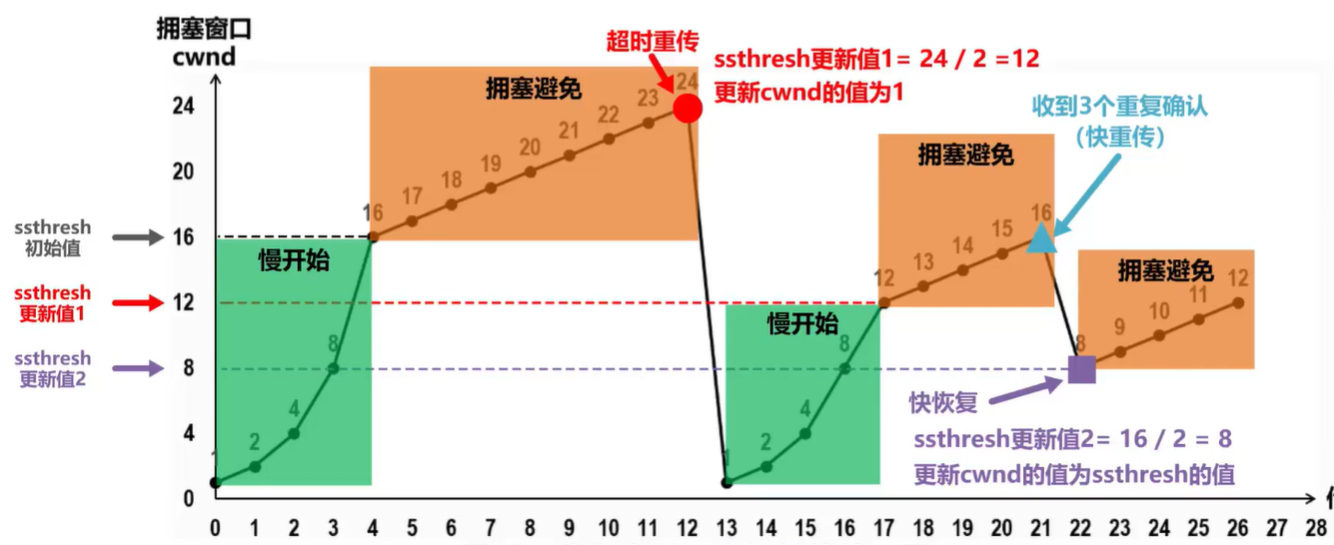 拥塞窗口
cwnd
超时重传
ssthresh更新值1= 24 / 2 =12
更新cwnd的值为1
收到3个重复确认
（快重传）
拥塞避免
拥塞避免
拥塞避免
慢开始
慢开始
24
20
16
12
8
4
0
ssthresh
初始值
ssthresh
更新值1
ssthresh
更新值2
2
4
8
16
17
18
19
20
21
22
23
24
1
2
4
8
12
13
14
15
16
8
9
10
11
12
快恢复
ssthresh更新值2= 16 / 2 = 8
更新cwnd的值为ssthresh的值
0 1 2 3 4 5 6 7 8 9 10 11 12 13 14 15 16 17 18 19 20 21 22 23 24 25 26 27 28